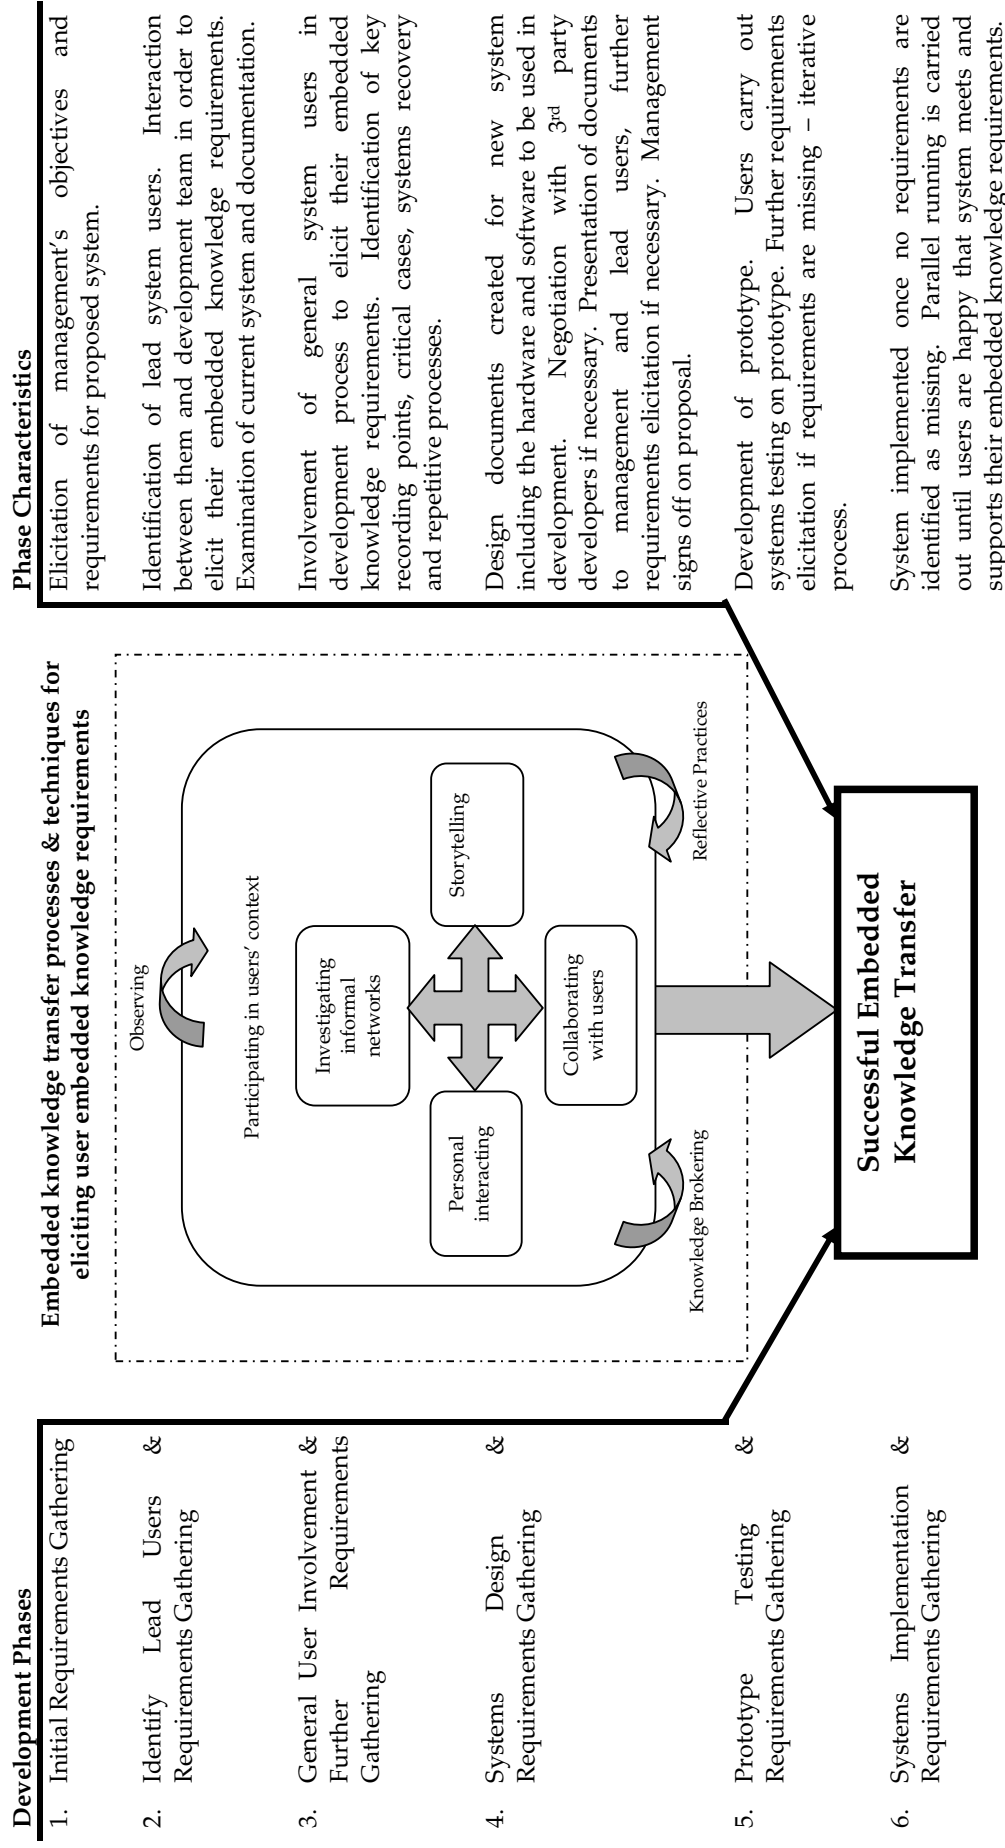 Development Phases
1. Initial Requirements Gathering
2. Identify Lead Users &
Requirements Gathering
3. General User Involvement &
Further Requirements
Gathering
4. Systems Design &
Requirements Gathering
5. Prototype Testing &
Requirements Gathering
6. Systems Implementation &
Requirements Gathering
Embedded knowledge transfer processes & techniques for
eliciting user embedded knowledge requirements
Observing
Participating in users' context
Investigating
informal
networks
Personal
interacting
Storytelling
Collaborating
with users
Knowledge Brokering
Reflective Practices
Successful Embedded
Knowledge Transfer
Phase Characteristics
Elicitation of management's objectives and
requirements for proposed system.
Identification of lead system users. Interaction
between them and development team in order to
elicit their embedded knowledge requirements.
Examination of current system and documentation.
Involvement of general system users in
development process to elicit their embedded
knowledge requirements. Identification of key
recording points, critical cases, systems recovery
and repetitive processes.
Design documents created for new system
including the hardware and software to be used in
development. Negotiation with 3rd party
developers if necessary. Presentation of documents
to management and lead users, further
requirements elicitation if necessary. Management
signs off on proposal.
Development of prototype. Users carry out
systems testing on prototype. Further requirements
elicitation if requirements are missing – iterative
process.
System implemented once no requirements are
identified as missing. Parallel running is carried
out until users are happy that system meets and
supports their embedded knowledge requirements.